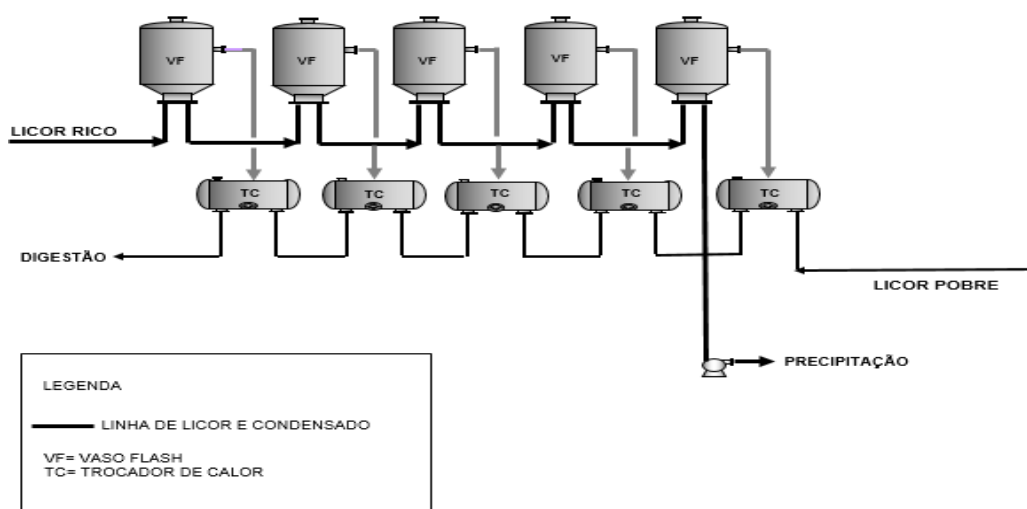 VF VF VF VF VF
LICOR RICO
TC TC TC TC TC
DIGESTÃO
LICOR POBRE
PRECIPITAÇÃO
LEGENDA
LINHA DE LICOR E CONDENSADO
VF= VASO FLASH
TC= TROCADOR DE CALOR